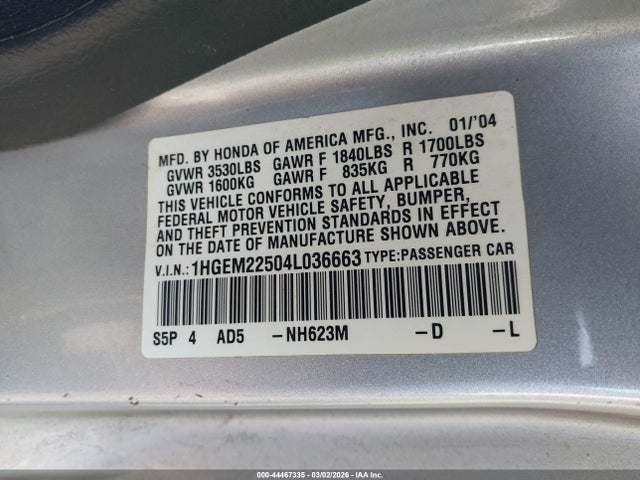 MFD. BY HONDA OF AMERICA MFG., INC. 01/'04
GVWR 3530LBS GAWR F 1840LBS R 1700LBS
GVWR 1600KG GAWR F 835KG R 770KG
THIS VEHICLE CONFORMS TO ALL APPLICABLE
FEDERAL MOTOR VEHICLE SAFETY, BUMPER,
AND THEFT PREVENTION STANDARDS IN EFFECT
ON THE DATE OF MANUFACTURE SHOWN ABOVE.
V.I.N.: 1HGEM22504L036663 TYPE: PASSENGER CAR
S5P 4 AD5 -NH623M -D -L
000-44467335 - 03/02/2026 - IAA Inc.